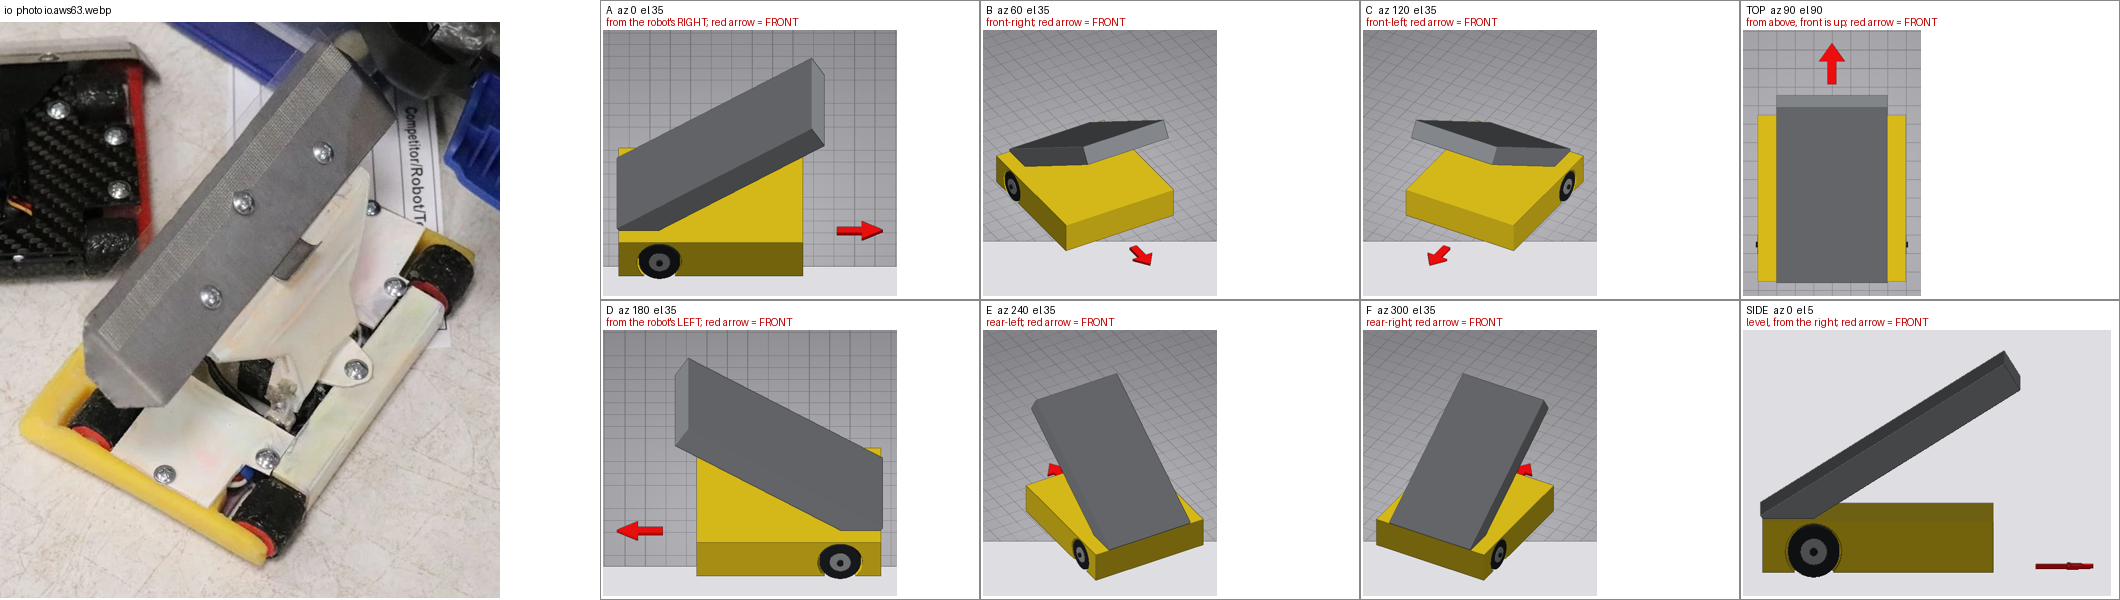 io photo io.aws63.webp
Competitor/Robot/T
A az 0 el 35
from the robot's RIGHT; red arrow = FRONT
B az 60 el 35
front-right; red arrow = FRONT
C az 120 el 35
front-left; red arrow = FRONT
TOP az 90 el 90
from above, front is up; red arrow = FRONT
D az 180 el 35
from the robot's LEFT; red arrow = FRONT
E az 240 el 35
rear-left; red arrow = FRONT
F az 300 el 35
rear-right; red arrow = FRONT
SIDE az 0 el 5
level, from the right; red arrow = FRONT